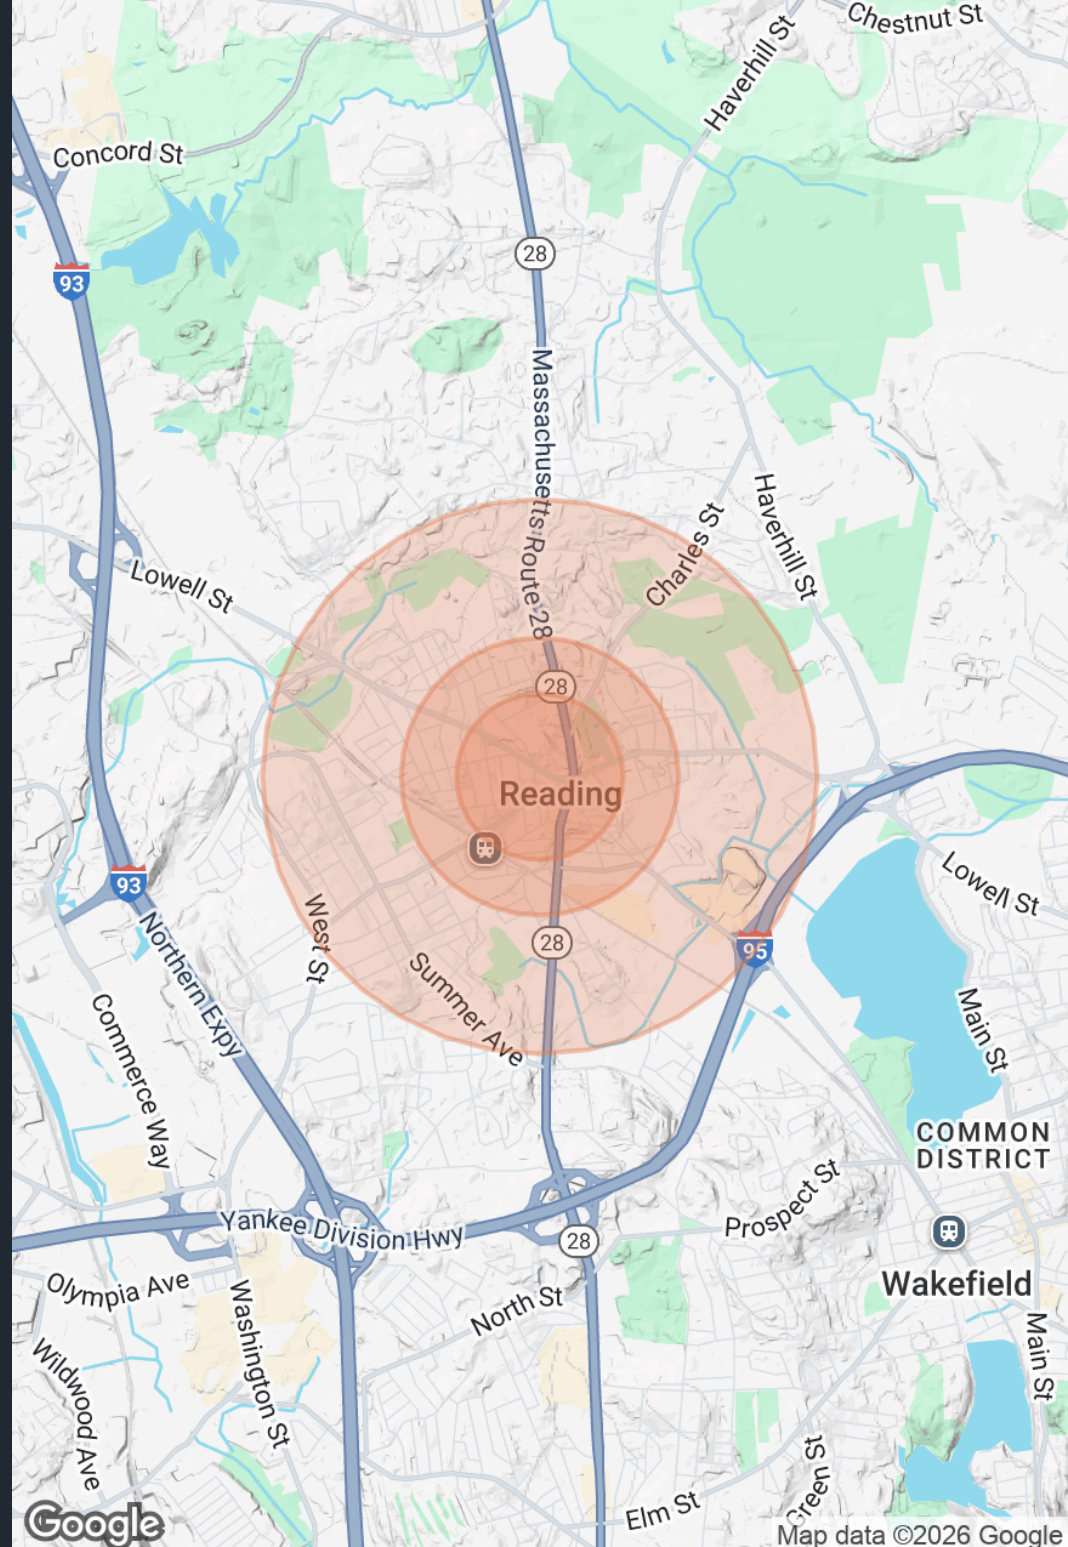 Chestnut St
Haverhill St
Concord St
28
93
Massachusetts Route 28
Haverhill St
Charles St
Lowell St
28
Reading
Lowell St
93
West St
28
95
Northern Expy
Summer Ave
Main St
Commerce Way
COMMON
DISTRICT
Prospect St
Yankee Division Hwy
28
Wakefield
Olympia Ave
North St
Washington St
Main St
Wildwood Ave
Green St
Elm St
Google
Map data ©2026 Google